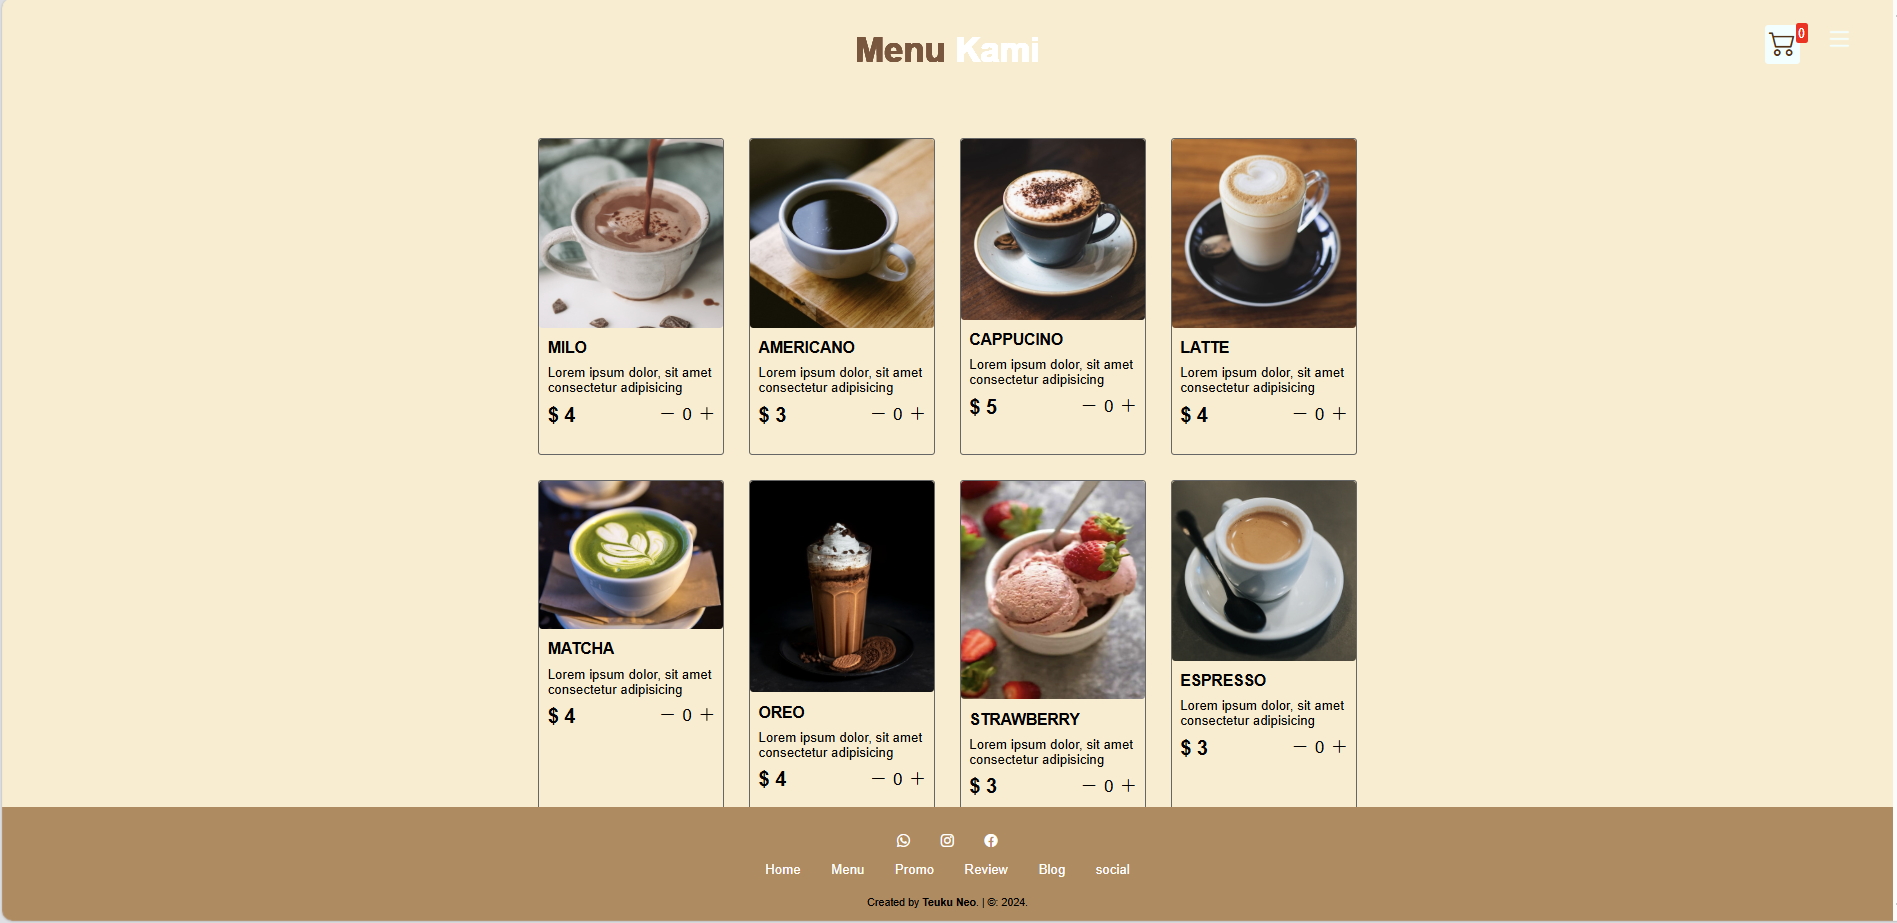 Menu Kami
0
MILO
Lorem ipsum dolor, sit amet
consectetur adipisicing
$ 4
— 0 +
AMERICANO
Lorem ipsum dolor, sit amet
consectetur adipisicing
$ 3
— 0 +
CAPPUCINO
Lorem ipsum dolor, sit amet
consectetur adipisicing
$ 5
— 0 +
LATTE
Lorem ipsum dolor, sit amet
consectetur adipisicing
$ 4
— 0 +
MATCHA
Lorem ipsum dolor, sit amet
consectetur adipisicing
$ 4
— 0 +
OREO
Lorem ipsum dolor, sit amet
consectetur adipisicing
$ 4
— 0 +
STRAWBERRY
Lorem ipsum dolor, sit amet
consectetur adipisicing
$ 3
— 0 +
ESPRESSO
Lorem ipsum dolor, sit amet
consectetur adipisicing
$ 3
— 0 +
Home Menu Promo Review Blog social
Created by Teuku Neo. | ©: 2024.